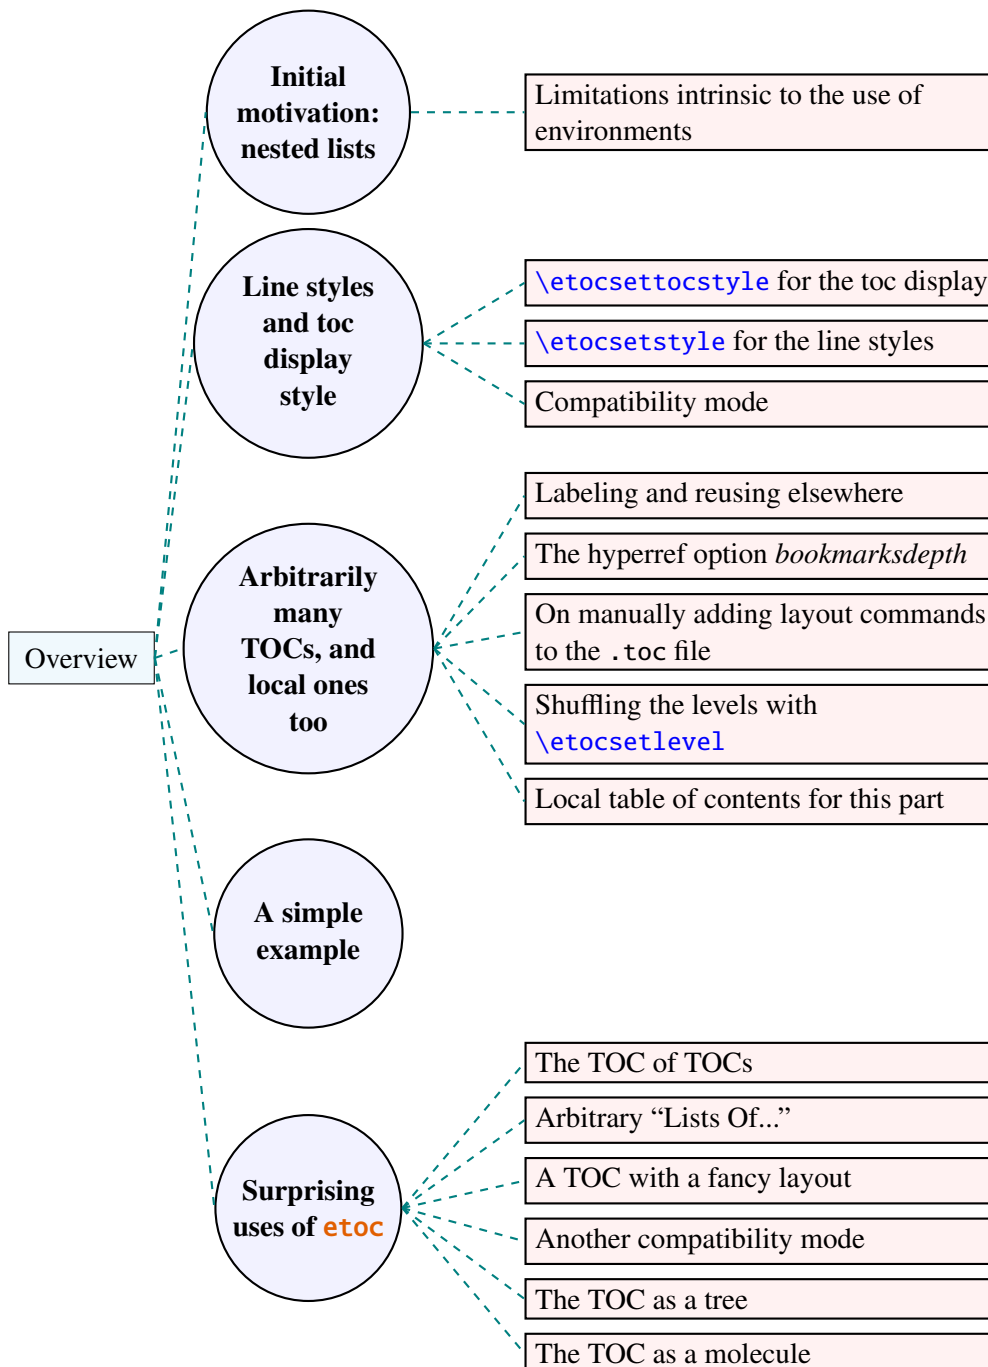 Overview
Initial
motivation:
nested lists
Limitations intrinsic to the use of
environments
Line styles
and toc
display
style
\etocsettocstyle for the toc display
\etocsetstyle for the line styles
Compatibility mode
Arbitrarily
many
TOCs, and
local ones
too
Labeling and reusing elsewhere
The hyperref option bookmarksdepth
On manually adding layout commands
to the .toc file
Shuffling the levels with
\etocsetlevel
Local table of contents for this part
A simple
example
Surprising
uses of etoc
The TOC of TOCs
Arbitrary “Lists Of...”
A TOC with a fancy layout
Another compatibility mode
The TOC as a tree
The TOC as a molecule